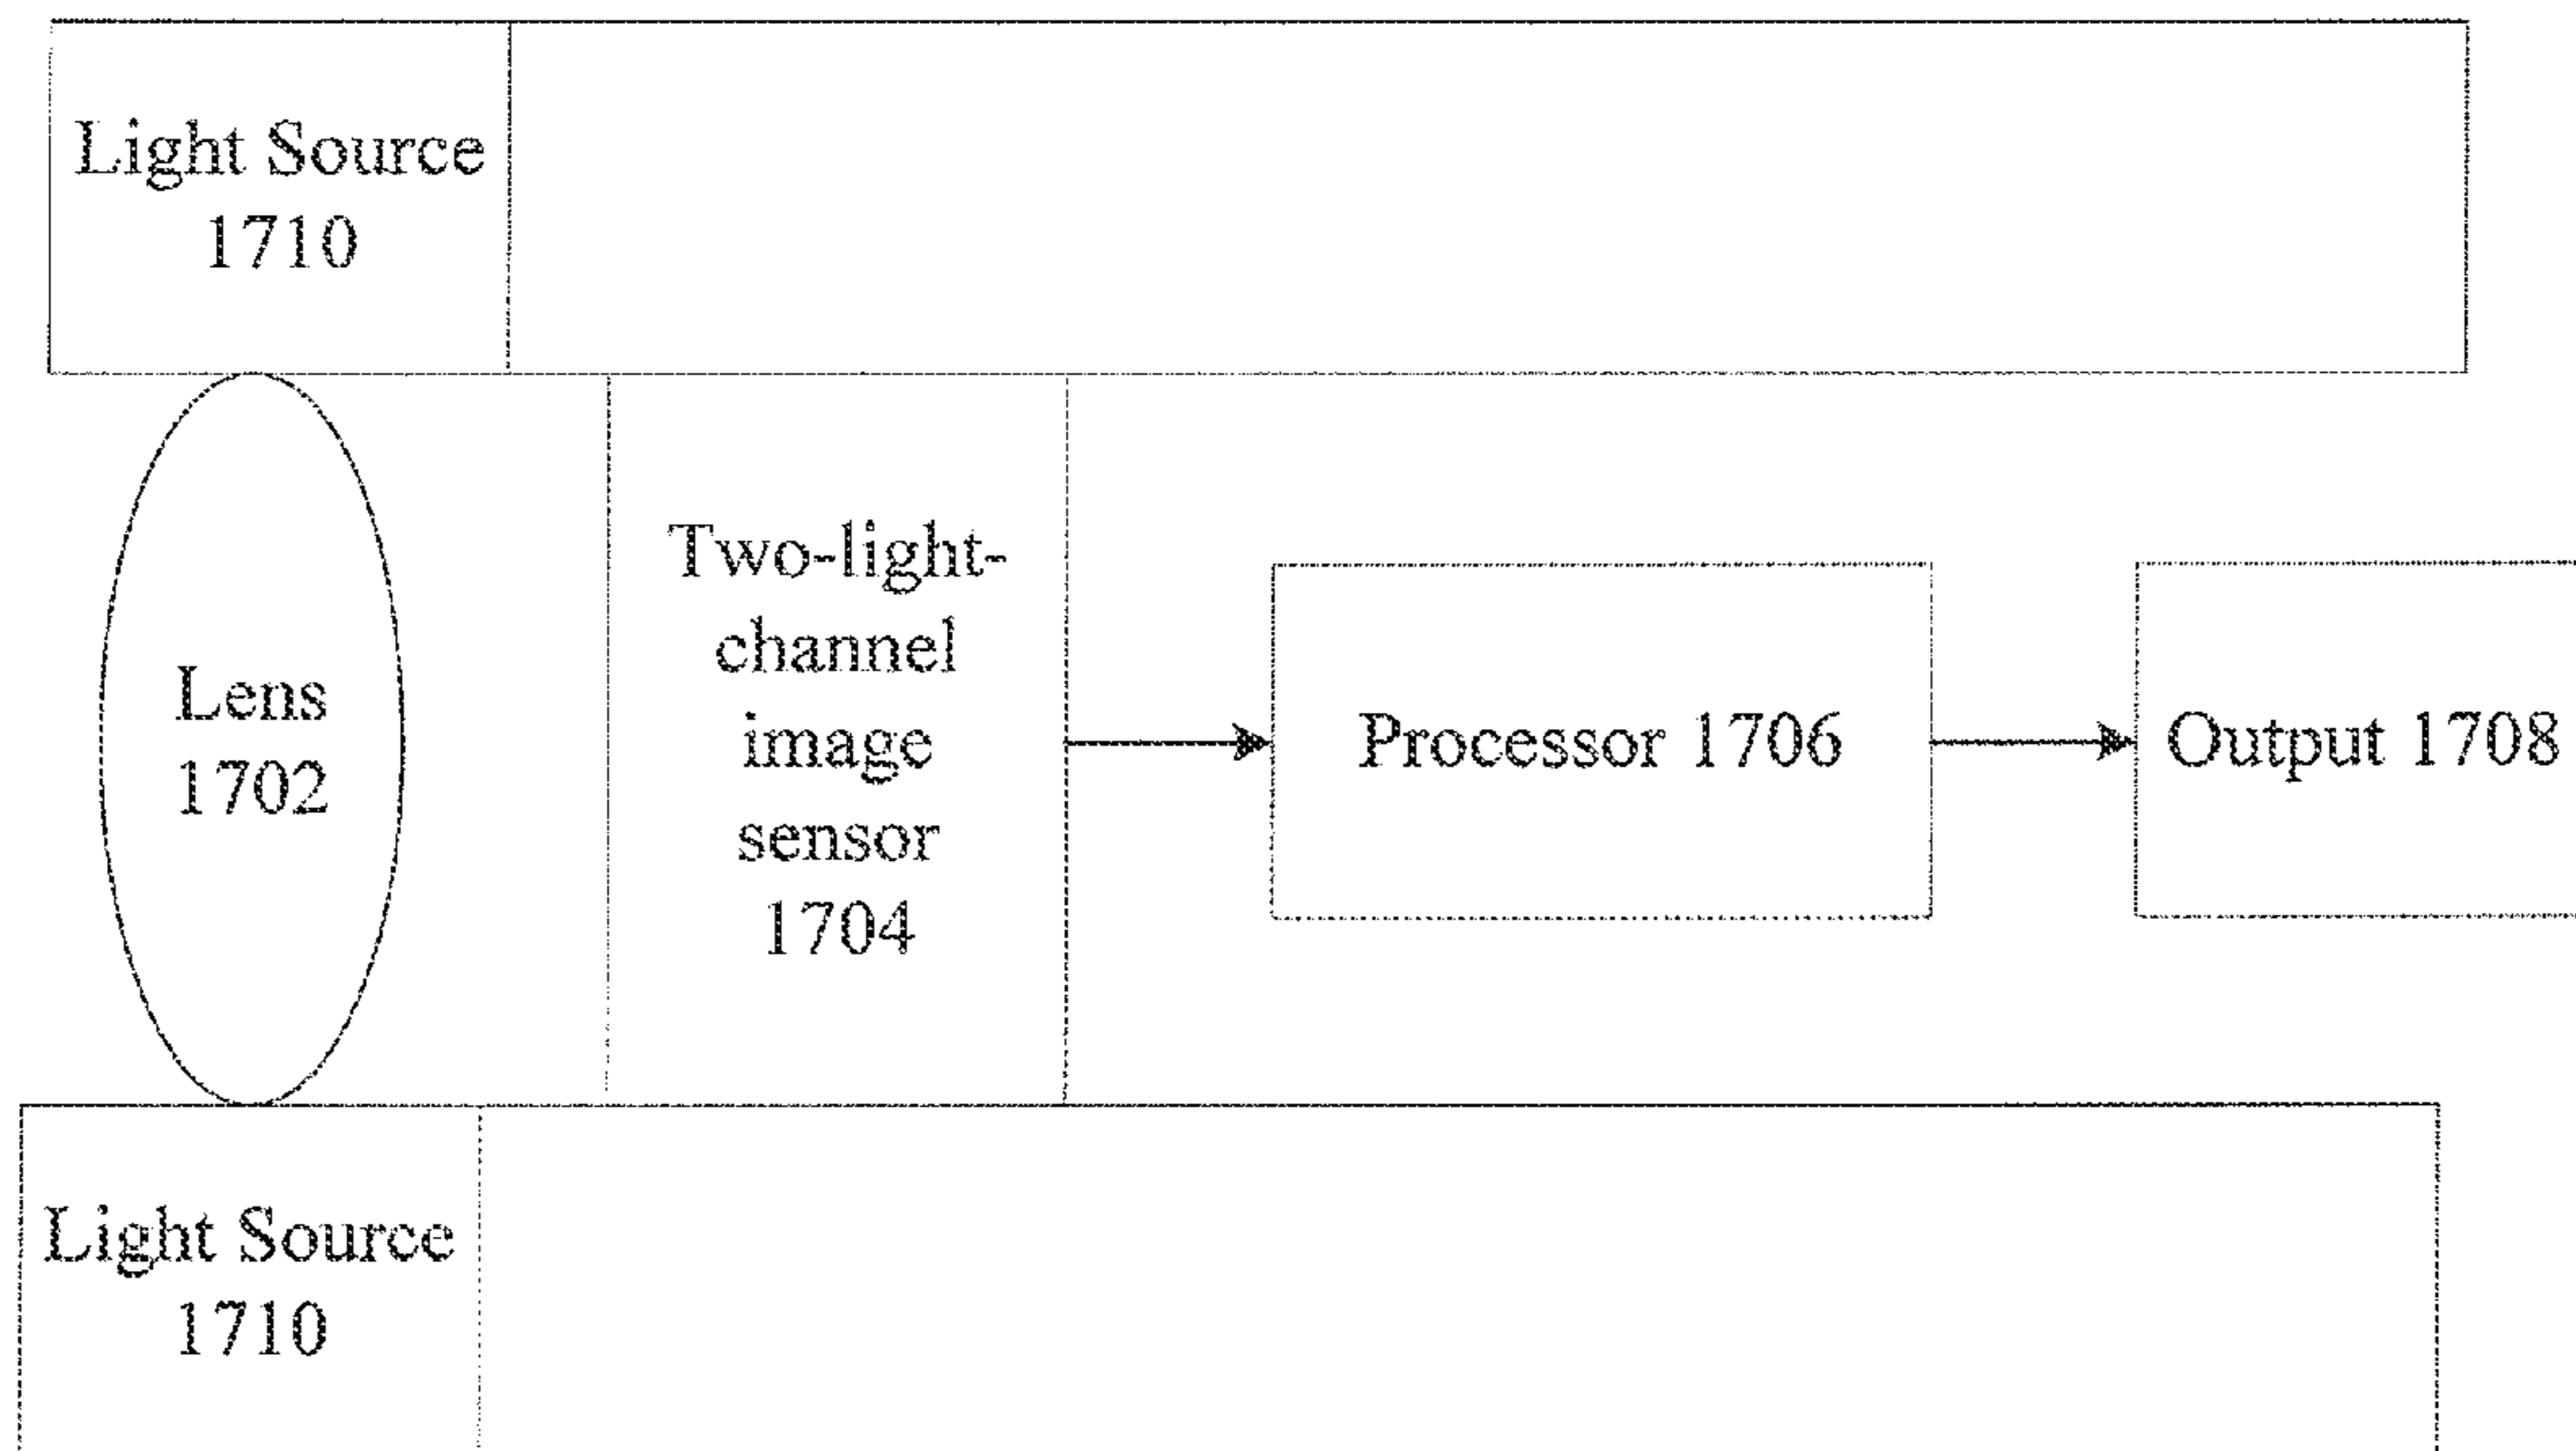 Light Source
1710
Lens
1702
Two-light-
channel
image
sensor
1704
Processor 1706
Output 1708
Light Source
1710